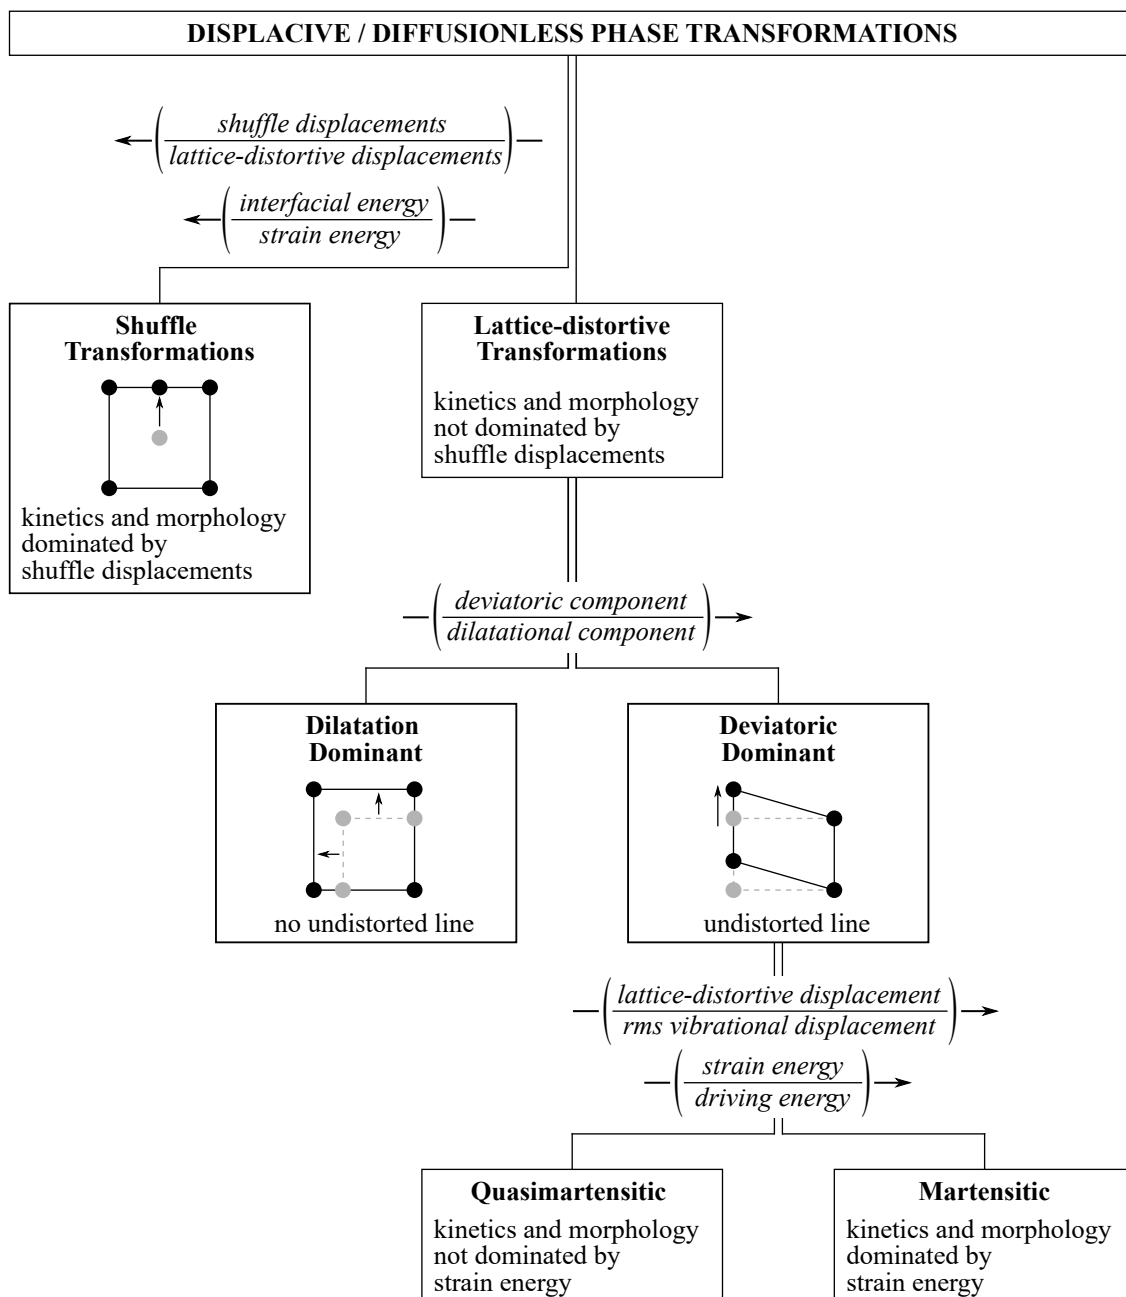 DISPLACIVE / DIFFUSIONLESS PHASE TRANSFORMATIONS
shuffle displacements
lattice-distortive displacements
interfacial energy
strain energy
Shuffle
Transformations
kinetics and morphology
dominated by
shuffle displacements
Lattice-distortive
Transformations
kinetics and morphology
not dominated by
shuffle displacements
deviatoric component
dilatational component
Dilatation
Dominant
no undistorted line
Deviatoric
Dominant
undistorted line
lattice-distortive displacement
rms vibrational displacement
strain energy
driving energy
Quasimartensitic
kinetics and morphology
not dominated by
strain energy
Martensitic
kinetics and morphology
dominated by
strain energy